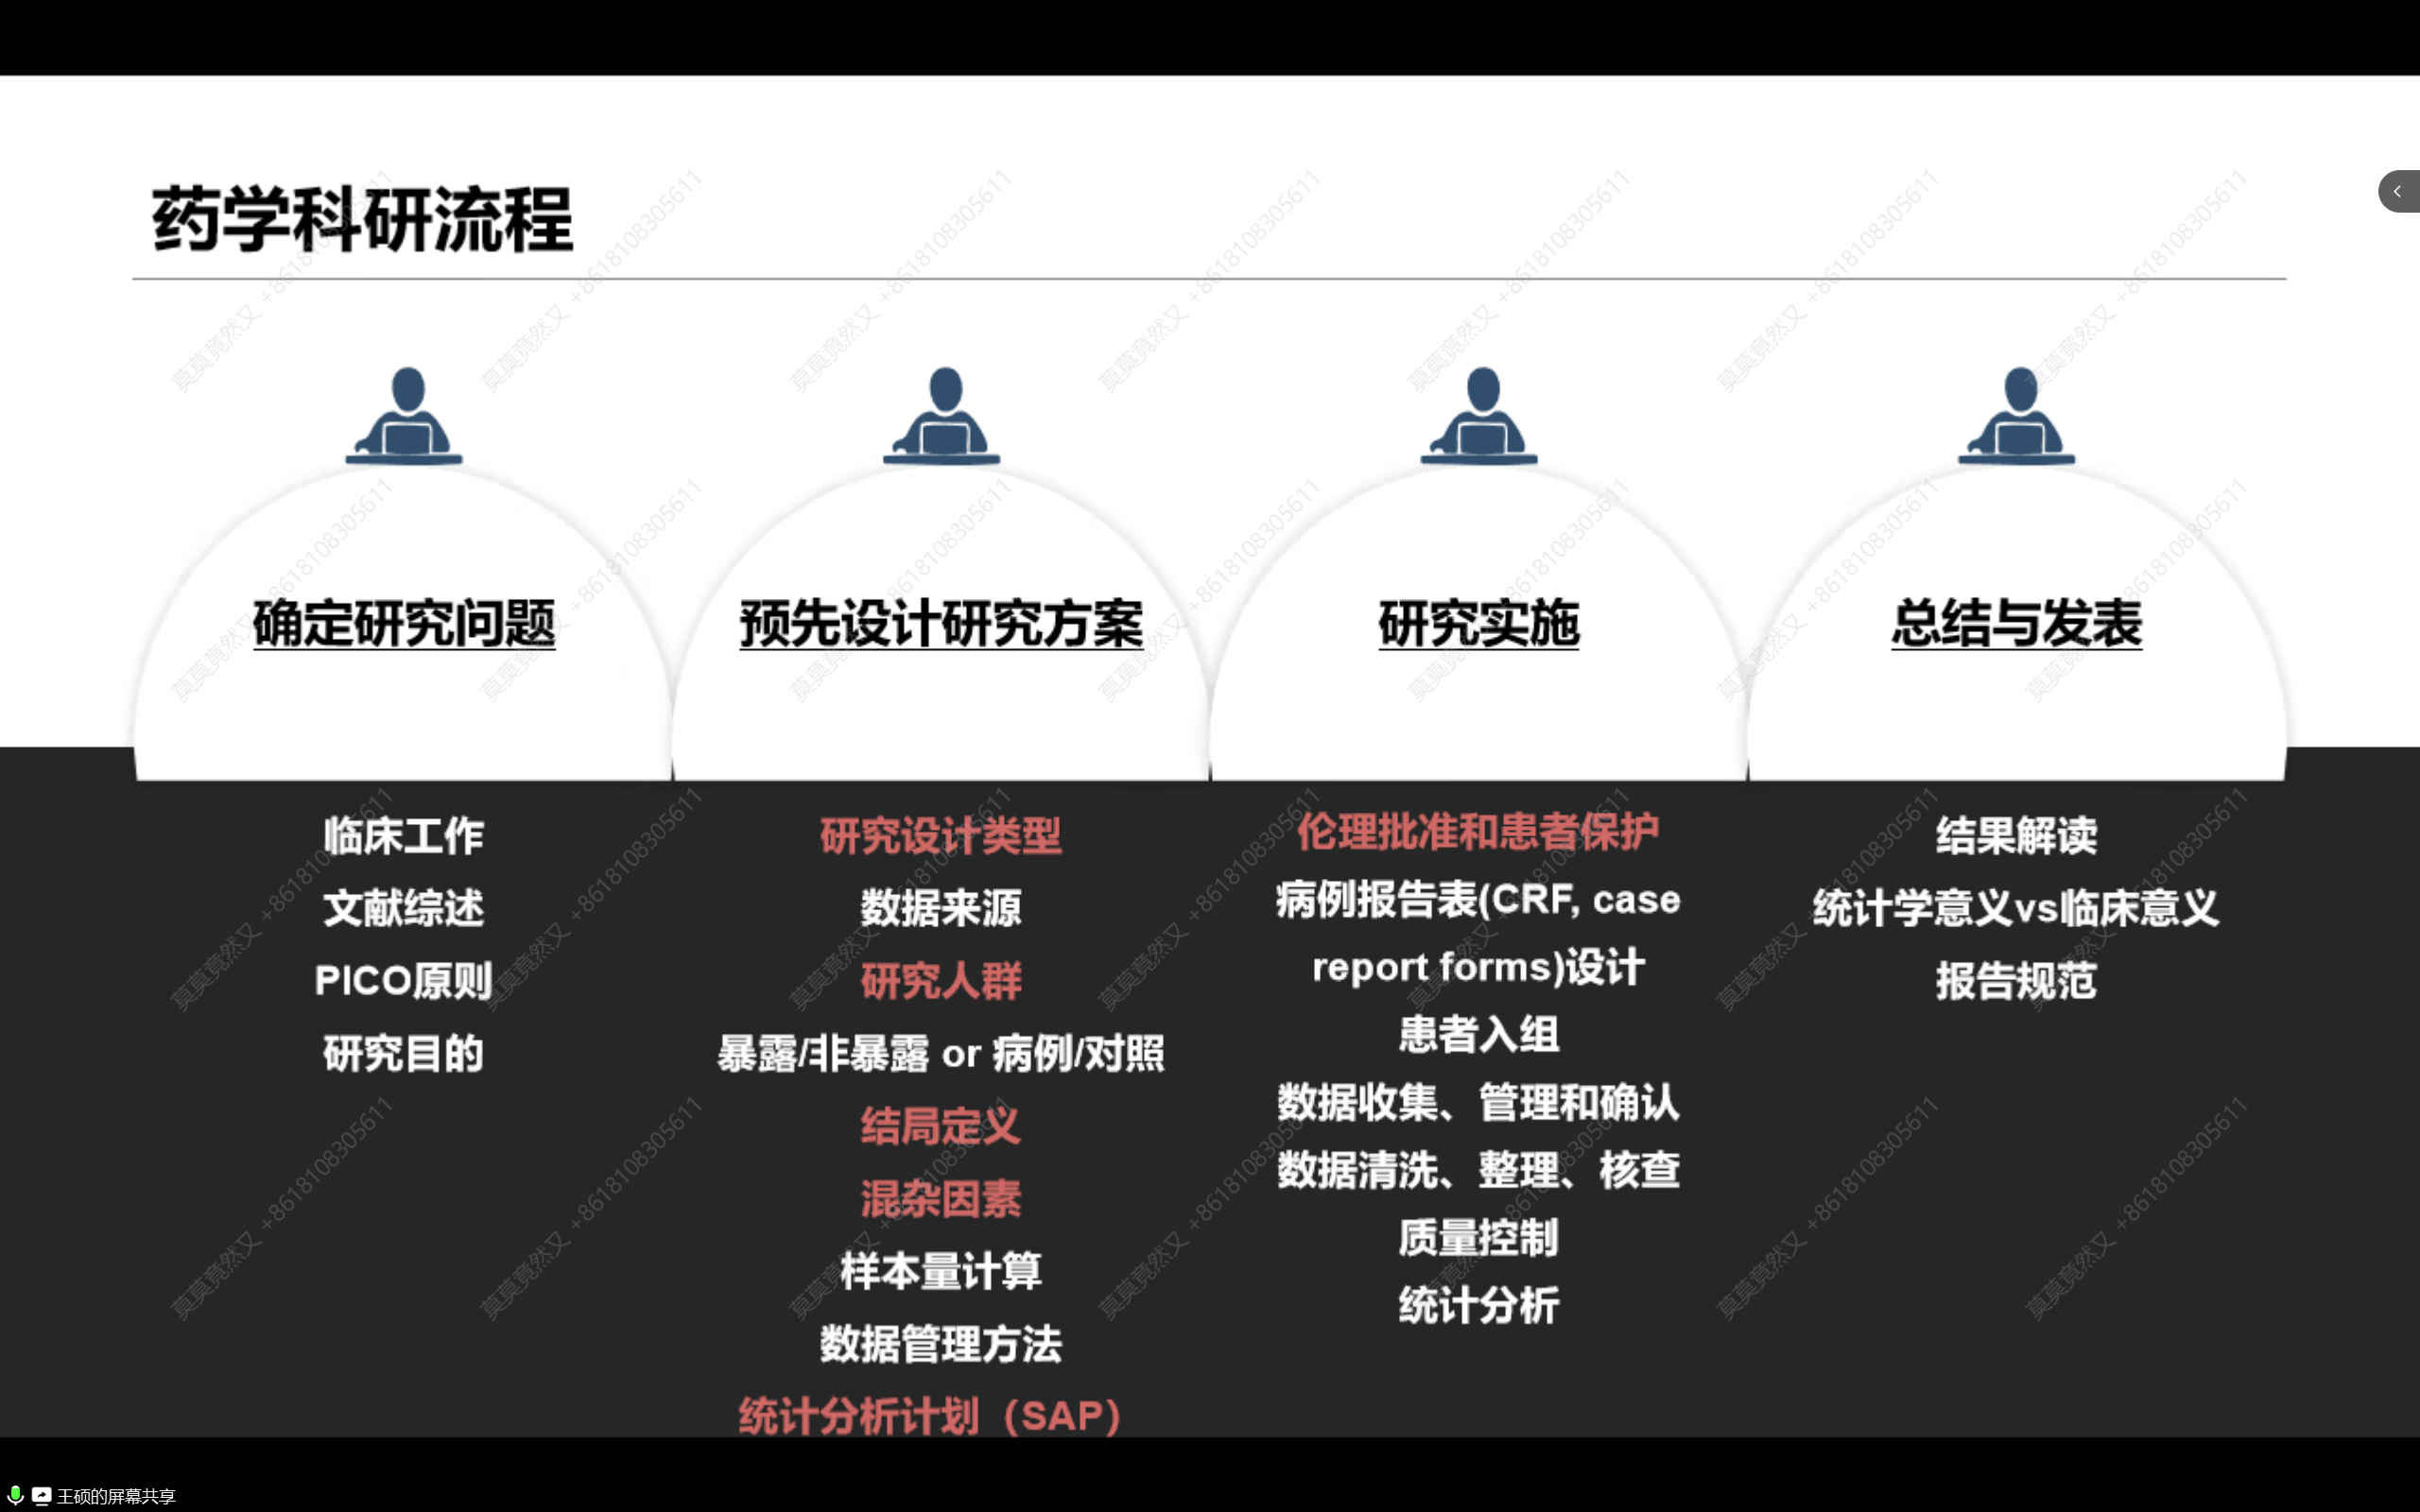 药学科研流程
确定研究问题
临床工作
文献综述
PICO原则
研究目的
预先设计研究方案
研究设计类型
数据来源
研究人群
暴露/非暴露 or 病例/对照
结局定义
混杂因素
样本量计算
数据管理方法
统计分析计划（SAP）
研究实施
伦理批准和患者保护
病例报告表(CRF, case
report forms)设计
患者入组
数据收集、管理和确认
数据清洗、整理、核查
质量控制
统计分析
总结与发表
结果解读
统计学意义vs临床意义
报告规范
莫莫竟然又 +8618108305611
王硕的屏幕共享